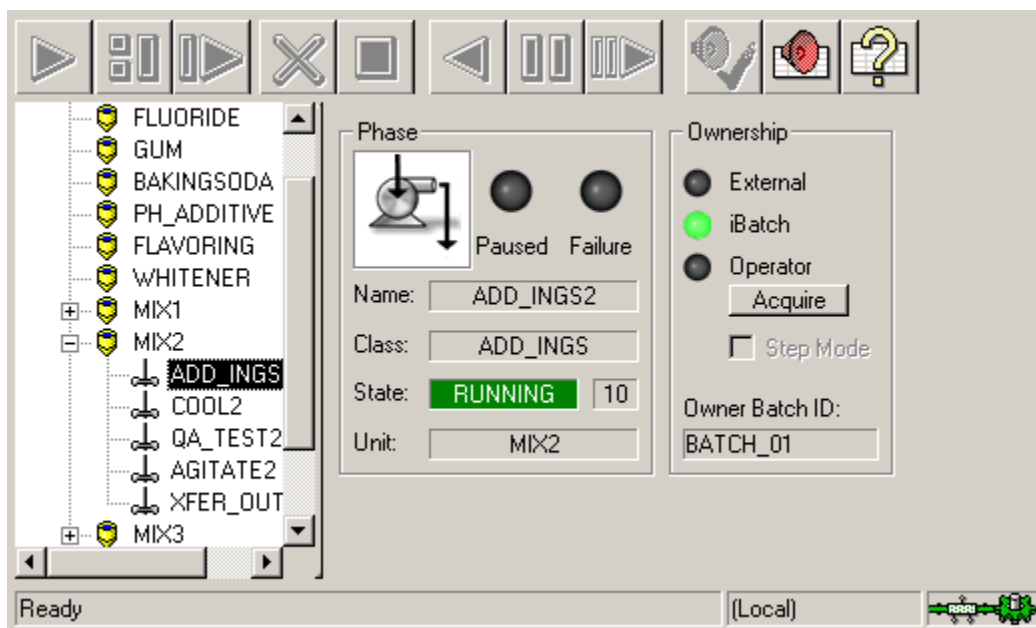 FLUORIDE
GUM
BAKINGSODA
PH_ADDITIVE
FLAVORING
WHITENER
MIX1
MIX2
ADD_INGS
COOL2
QA_TEST2
AGITATE2
XFER_OUT
MIX3
Phase
Paused Failure
Name: ADD_INGS2
Class: ADD_INGS
State: RUNNING 10
Unit: MIX2
Ownership
External
iBatch
Operator
Acquire
Step Mode
Owner Batch ID:
BATCH_01
Ready (Local)